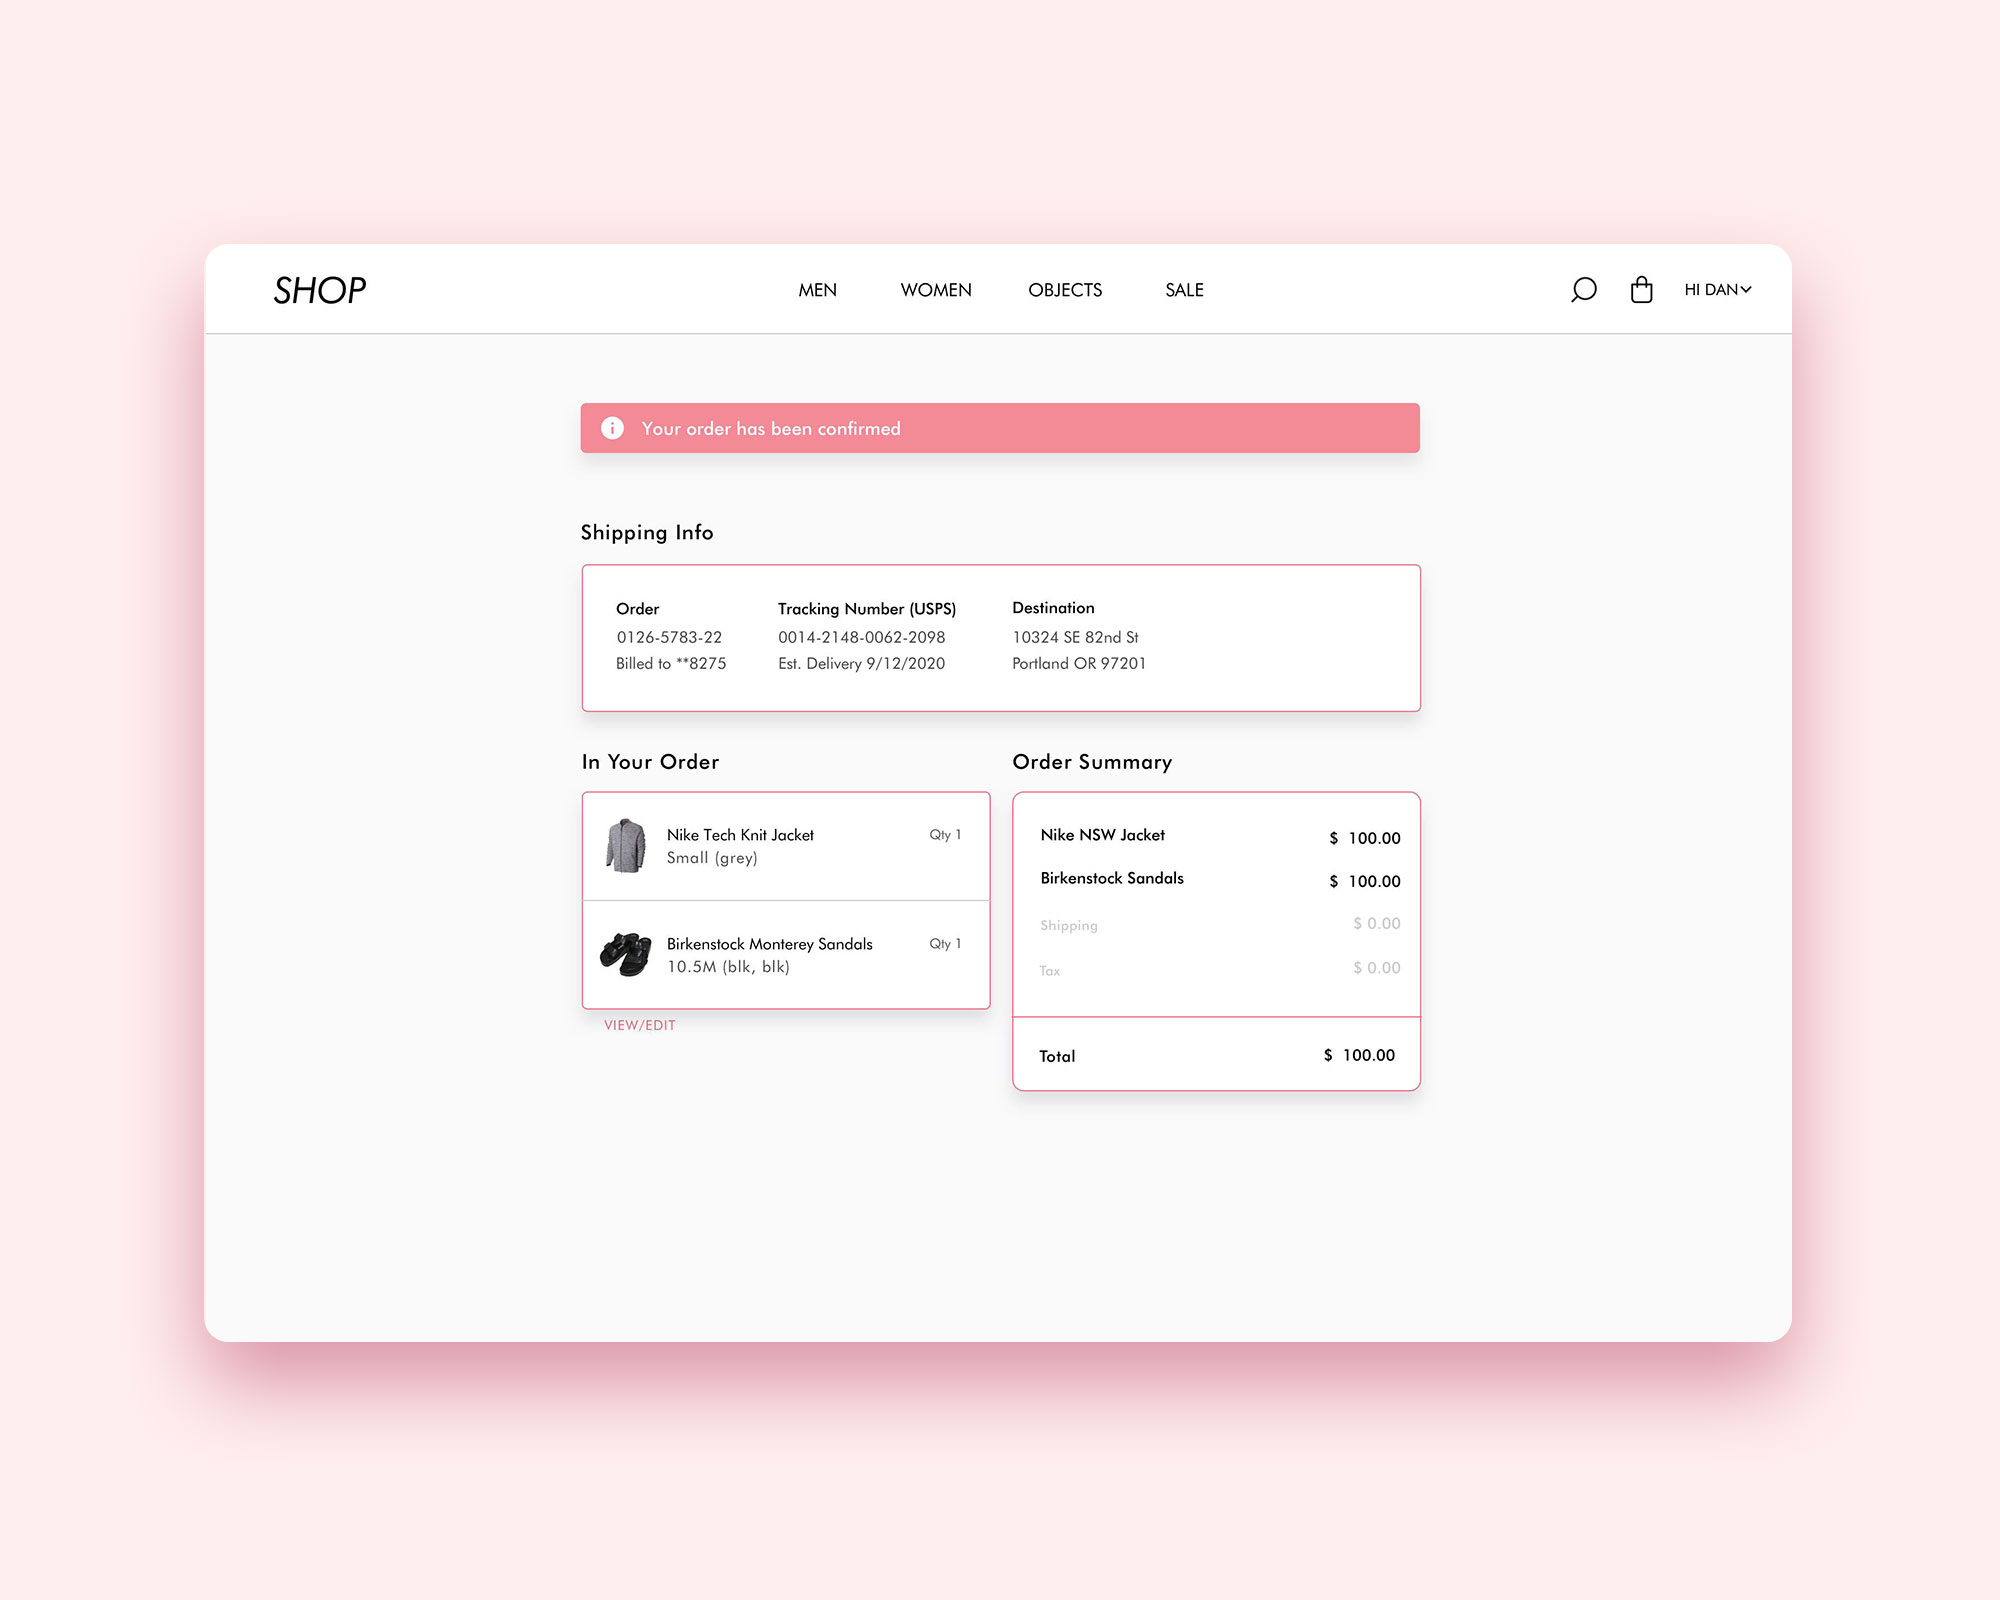 SHOP
MEN WOMEN OBJECTS SALE
HI DAN
Your order has been confirmed
Shipping Info
Order
0126-5783-22
Billed to **8275
Tracking Number (USPS)
0014-2148-0062-2098
Est. Delivery 9/12/2020
Destination
10324 SE 82nd St
Portland OR 97201
In Your Order
Nike Tech Knit Jacket Qty 1
Small (grey)
Birkenstock Monterey Sandals Qty 1
10.5M (blk, blk)
VIEW/EDIT
Order Summary
Nike NSW Jacket $ 100.00
Birkenstock Sandals $ 100.00
Shipping $ 0.00
Tax $ 0.00
Total $ 100.00